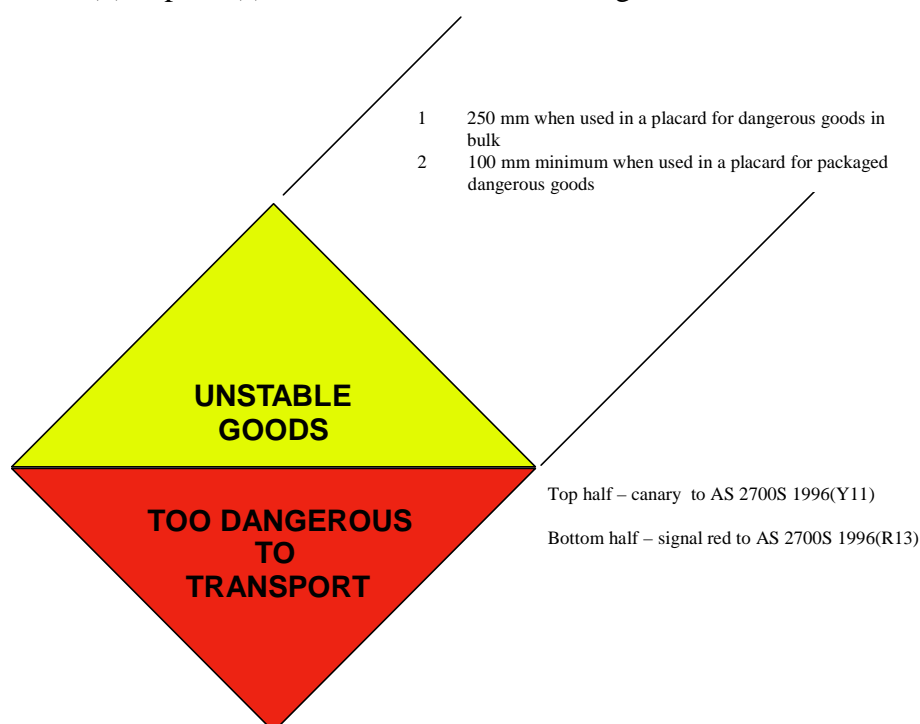 1 250 mm when used in a placard for dangerous goods in
bulk
2 100 mm minimum when used in a placard for packaged
dangerous goods
UNSTABLE
GOODS
TOO DANGEROUS
TO
TRANSPORT
Top half – canary to AS 2700S 1996(Y11)
Bottom half – signal red to AS 2700S 1996(R13)